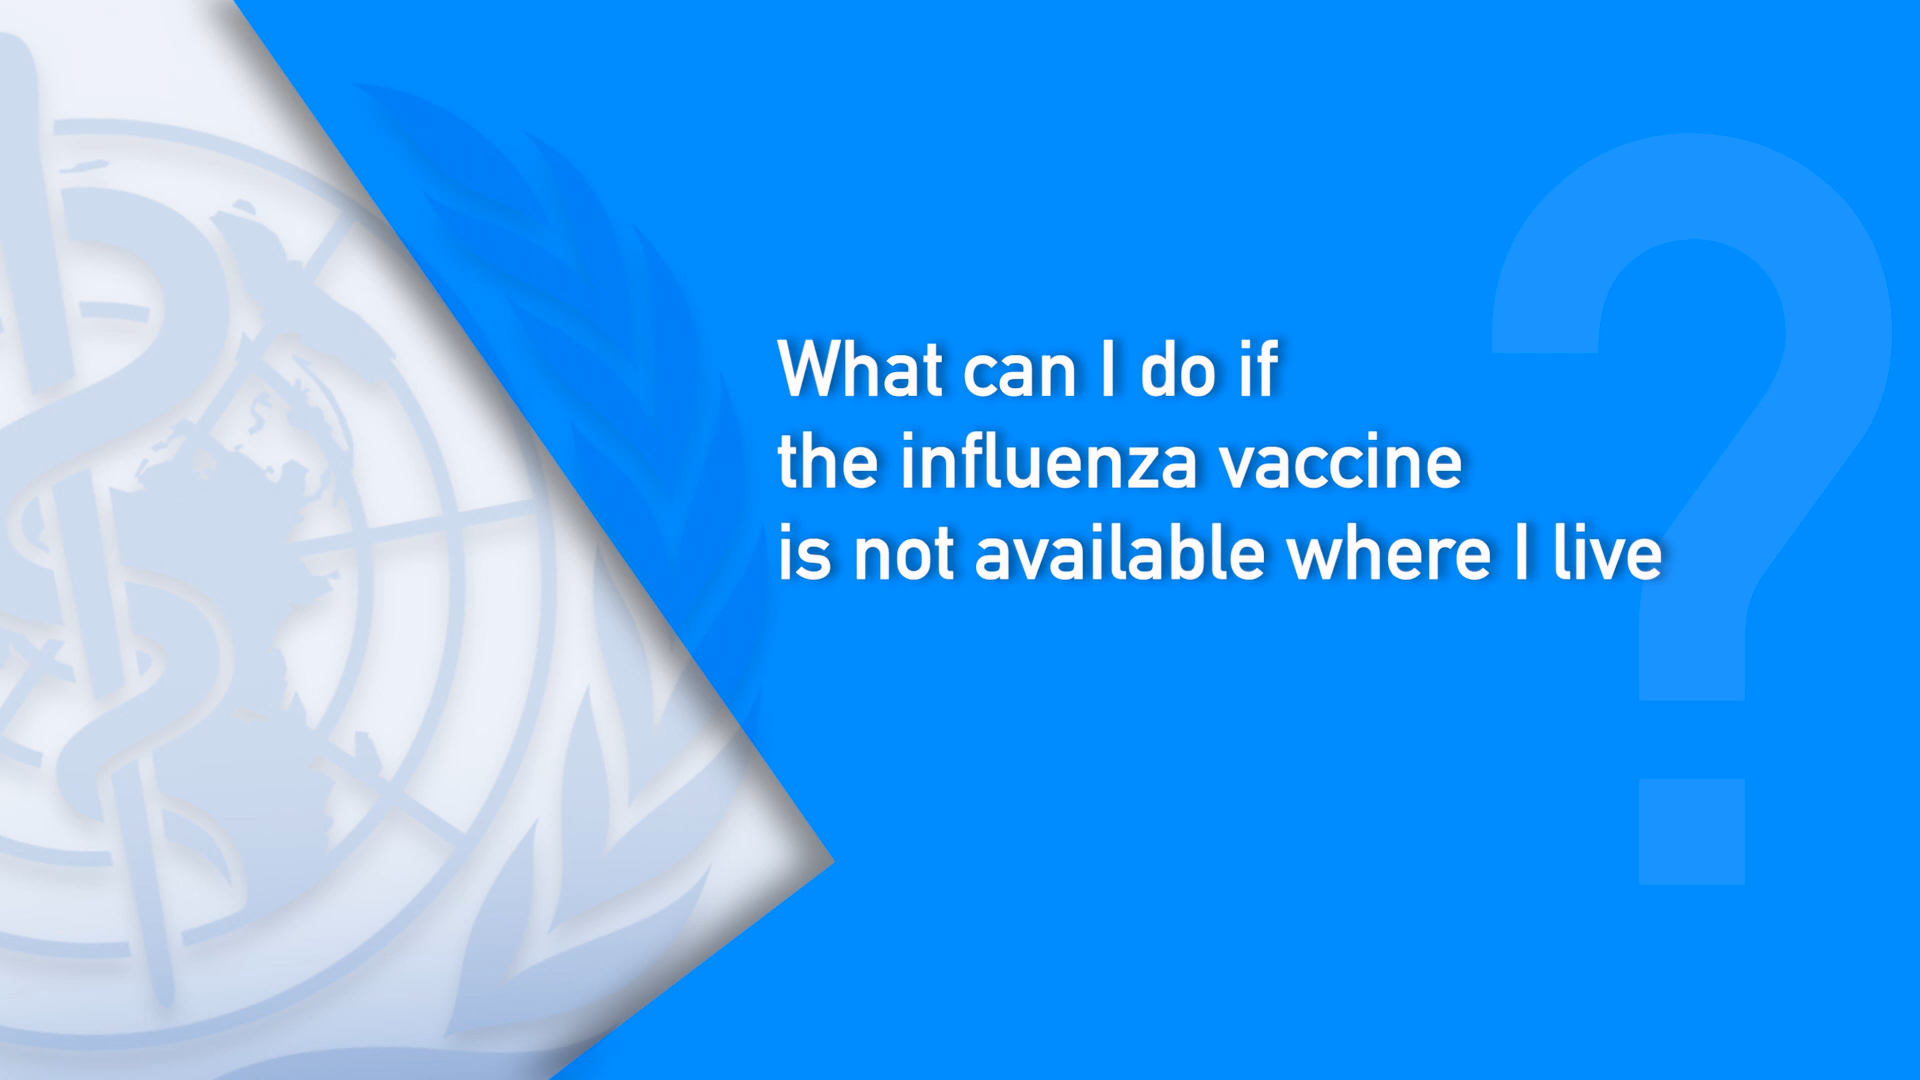 What can I do if
the influenza vaccine
is not available where I live
?